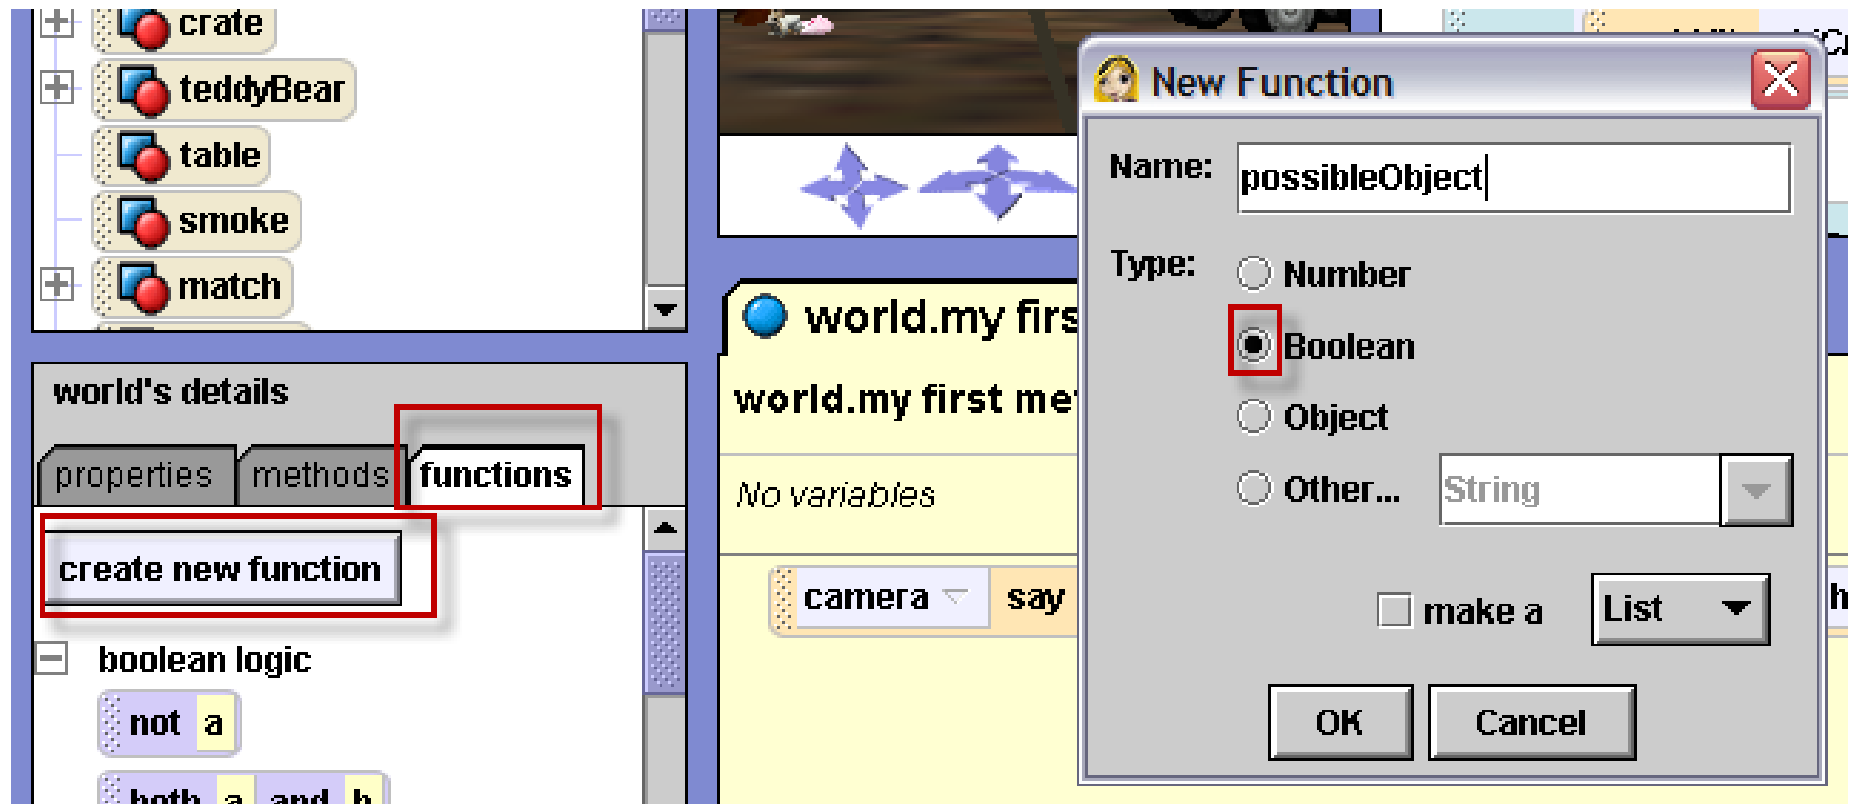 crate
teddyBear
table
smoke
match
world's details
properties methods functions
create new function
boolean logic
not a
both a and b
world.my firs
world.my first me
No variables
camera say
New Function
Name: possibleObject
Type:
Number
Boolean
Object
Other... String
make a List
OK Cancel